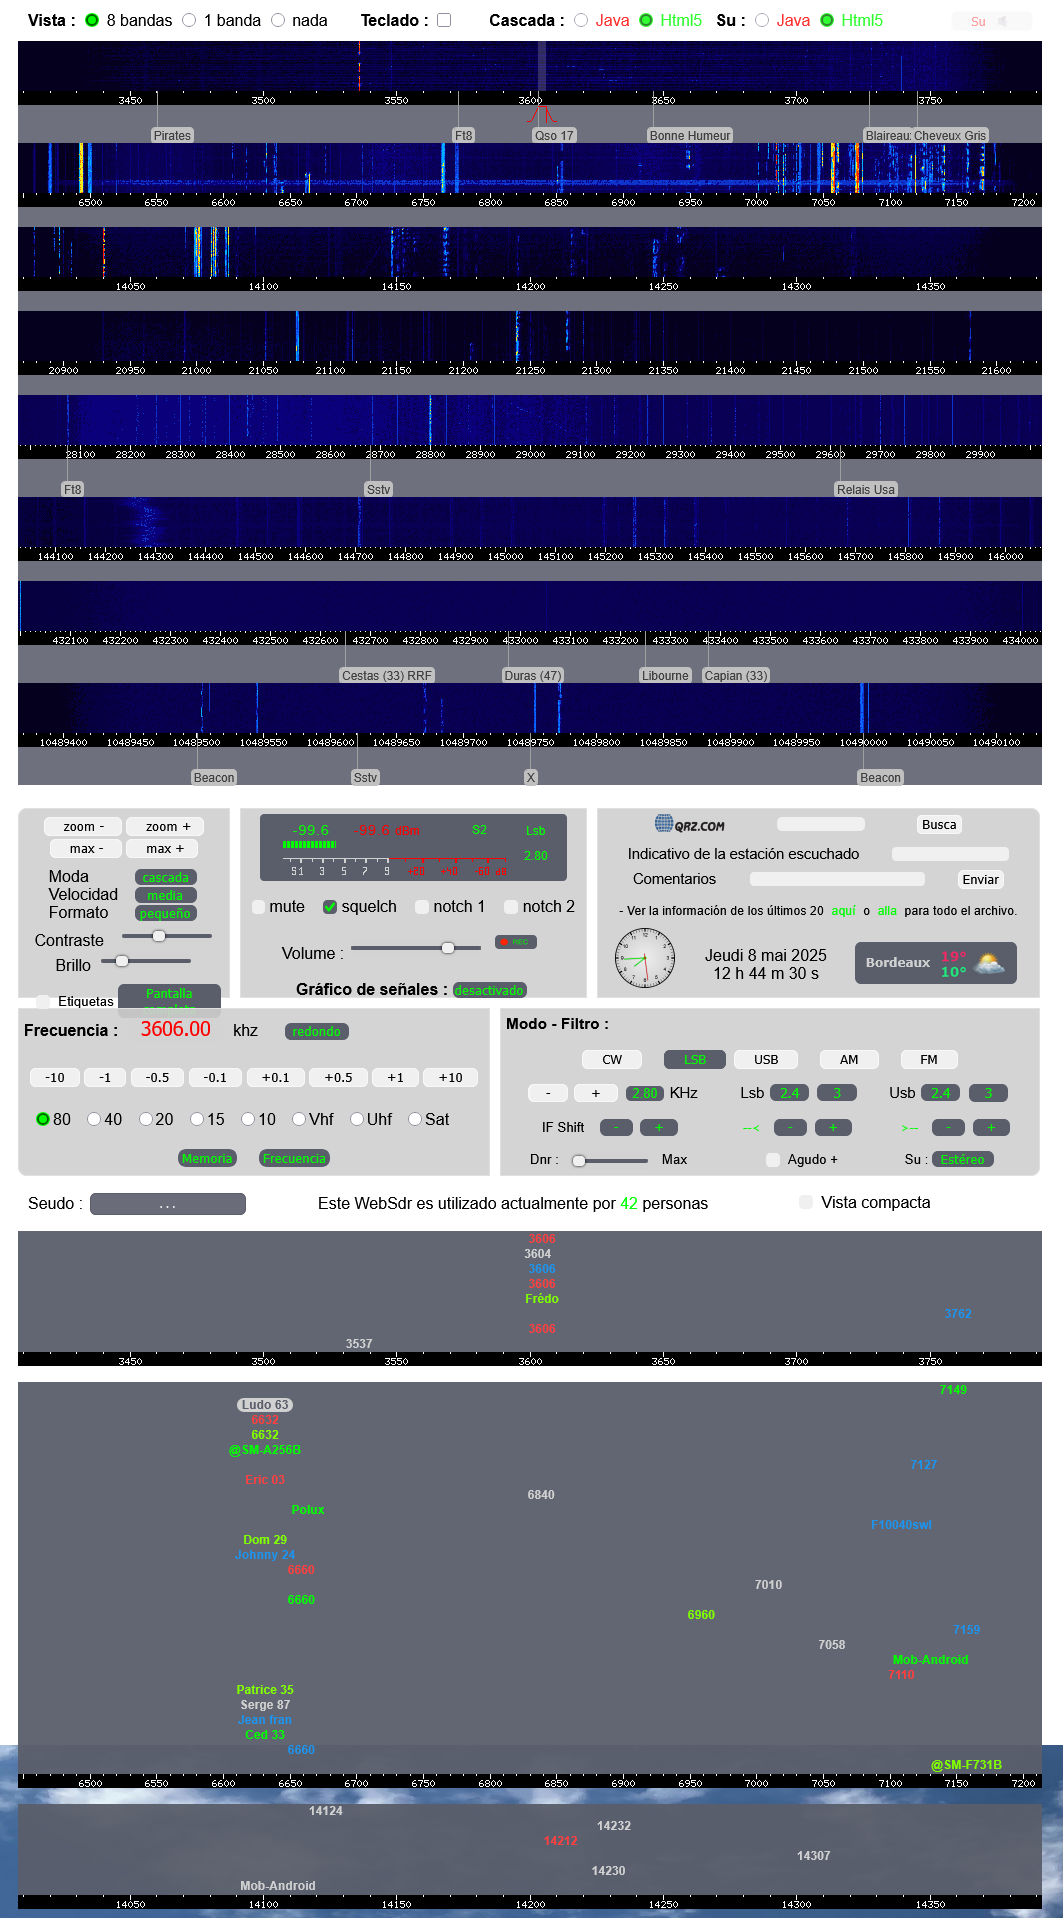 Vista : 8 bandas 1 banda nada Teclado : Cascada : Java Html5 Su : Java Html5 Su
3450 3500 3550 3600 3650 3700 3750
Pirates Ft8 Qso 17 Bonne Humeur Blaireau Cheveux Gris
6500 6550 6600 6650 6700 6750 6800 6850 6900 6950 7000 7050 7100 7150 7200
14050 14100 14150 14200 14250 14300 14350
20900 20950 21000 21050 21100 21150 21200 21250 21300 21350 21400 21450 21500 21550 21600
28100 28200 28300 28400 28500 28600 28700 28800 28900 29000 29100 29200 29300 29400 29500 29600 29700 29800 29900
Ft8 Sstv Relais Usa
144100 144200 144300 144400 144500 144600 144700 144800 144900 145000 145100 145200 145300 145400 145500 145600 145700 145800 145900 146000
432100 432200 432300 432400 432500 432600 432700 432800 432900 433000 433100 433200 433300 433400 433500 433600 433700 433800 433900 434000
Cestas (33) RRF Duras (47) Libourne Capian (33)
10489400 10489450 10489500 10489550 10489600 10489650 10489700 10489750 10489800 10489850 10489900 10489950 10490000 10490050 10490100
Beacon Sstv X Beacon
zoom - zoom +
max - max +
Moda cascada
Velocidad media
Formato pequeño
Contraste
Brillo
Etiquetas Pantalla completa
-99.6 -99.6 dBm S2 Lsb
2.80
S1 3 5 7 9 +20 +40 +60 dB
mute squelch notch 1 notch 2
Volume : REC
Gráfico de señales : desactivado
QRZ.COM Busca
Indicativo de la estación escuchado
Comentarios Enviar
- Ver la información de los últimos 20 aquí o alla para todo el archivo.
Jeudi 8 mai 2025
12 h 44 m 30 s
Bordeaux 19° 10°
Frecuencia : 3606.00 khz redondo
-10 -1 -0.5 -0.1 +0.1 +0.5 +1 +10
80 40 20 15 10 Vhf Uhf Sat
Memoria Frecuencia
Modo - Filtro :
CW LSB USB AM FM
- + 2.80 KHz Lsb 2.4 3 Usb 2.4 3
IF Shift - + --< - + >-- - +
Dnr : Max Agudo + Su : Estéreo
Seudo : ... Este WebSdr es utilizado actualmente por 42 personas Vista compacta
3606
3604
3606
3606
Frédo
3762
3606
3537
3450 3500 3550 3600 3650 3700 3750
7149
Ludo 63
6632
6632
@SM-A256B
7127
Eric 03
6840
Polux
F10040swl
Dom 29
Johnny 24
6660
7010
6660
6960
7159
7058
Mob-Android
7110
Patrice 35
Serge 87
Jean fran
Ced 33
6660
@SM-F731B
6500 6550 6600 6650 6700 6750 6800 6850 6900 6950 7000 7050 7100 7150 7200
14124
14232
14212
14307
14230
Mob-Android
14050 14100 14150 14200 14250 14300 14350